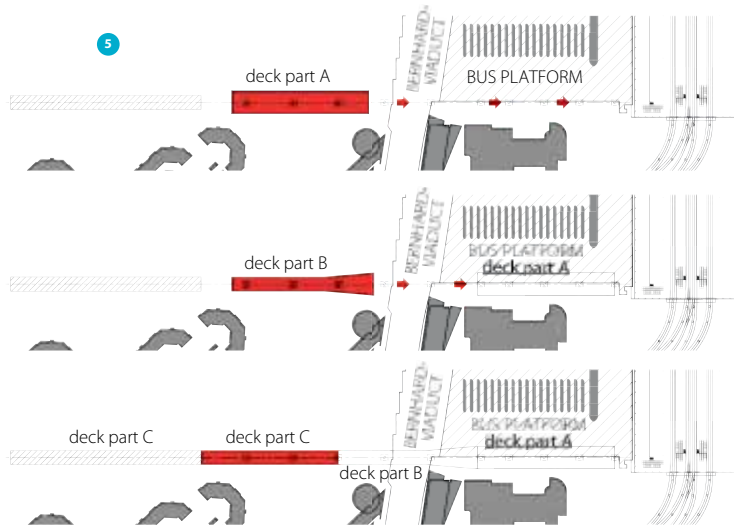 5
deck part A
BERNHARD-
VIADUCT
BUS PLATFORM
deck part B
BERNHARD-
VIADUCT
BUS PLATFORM
deck part A
deck part C
deck part C
deck part B
BERNHARD-
VIADUCT
BUS PLATFORM
deck part A